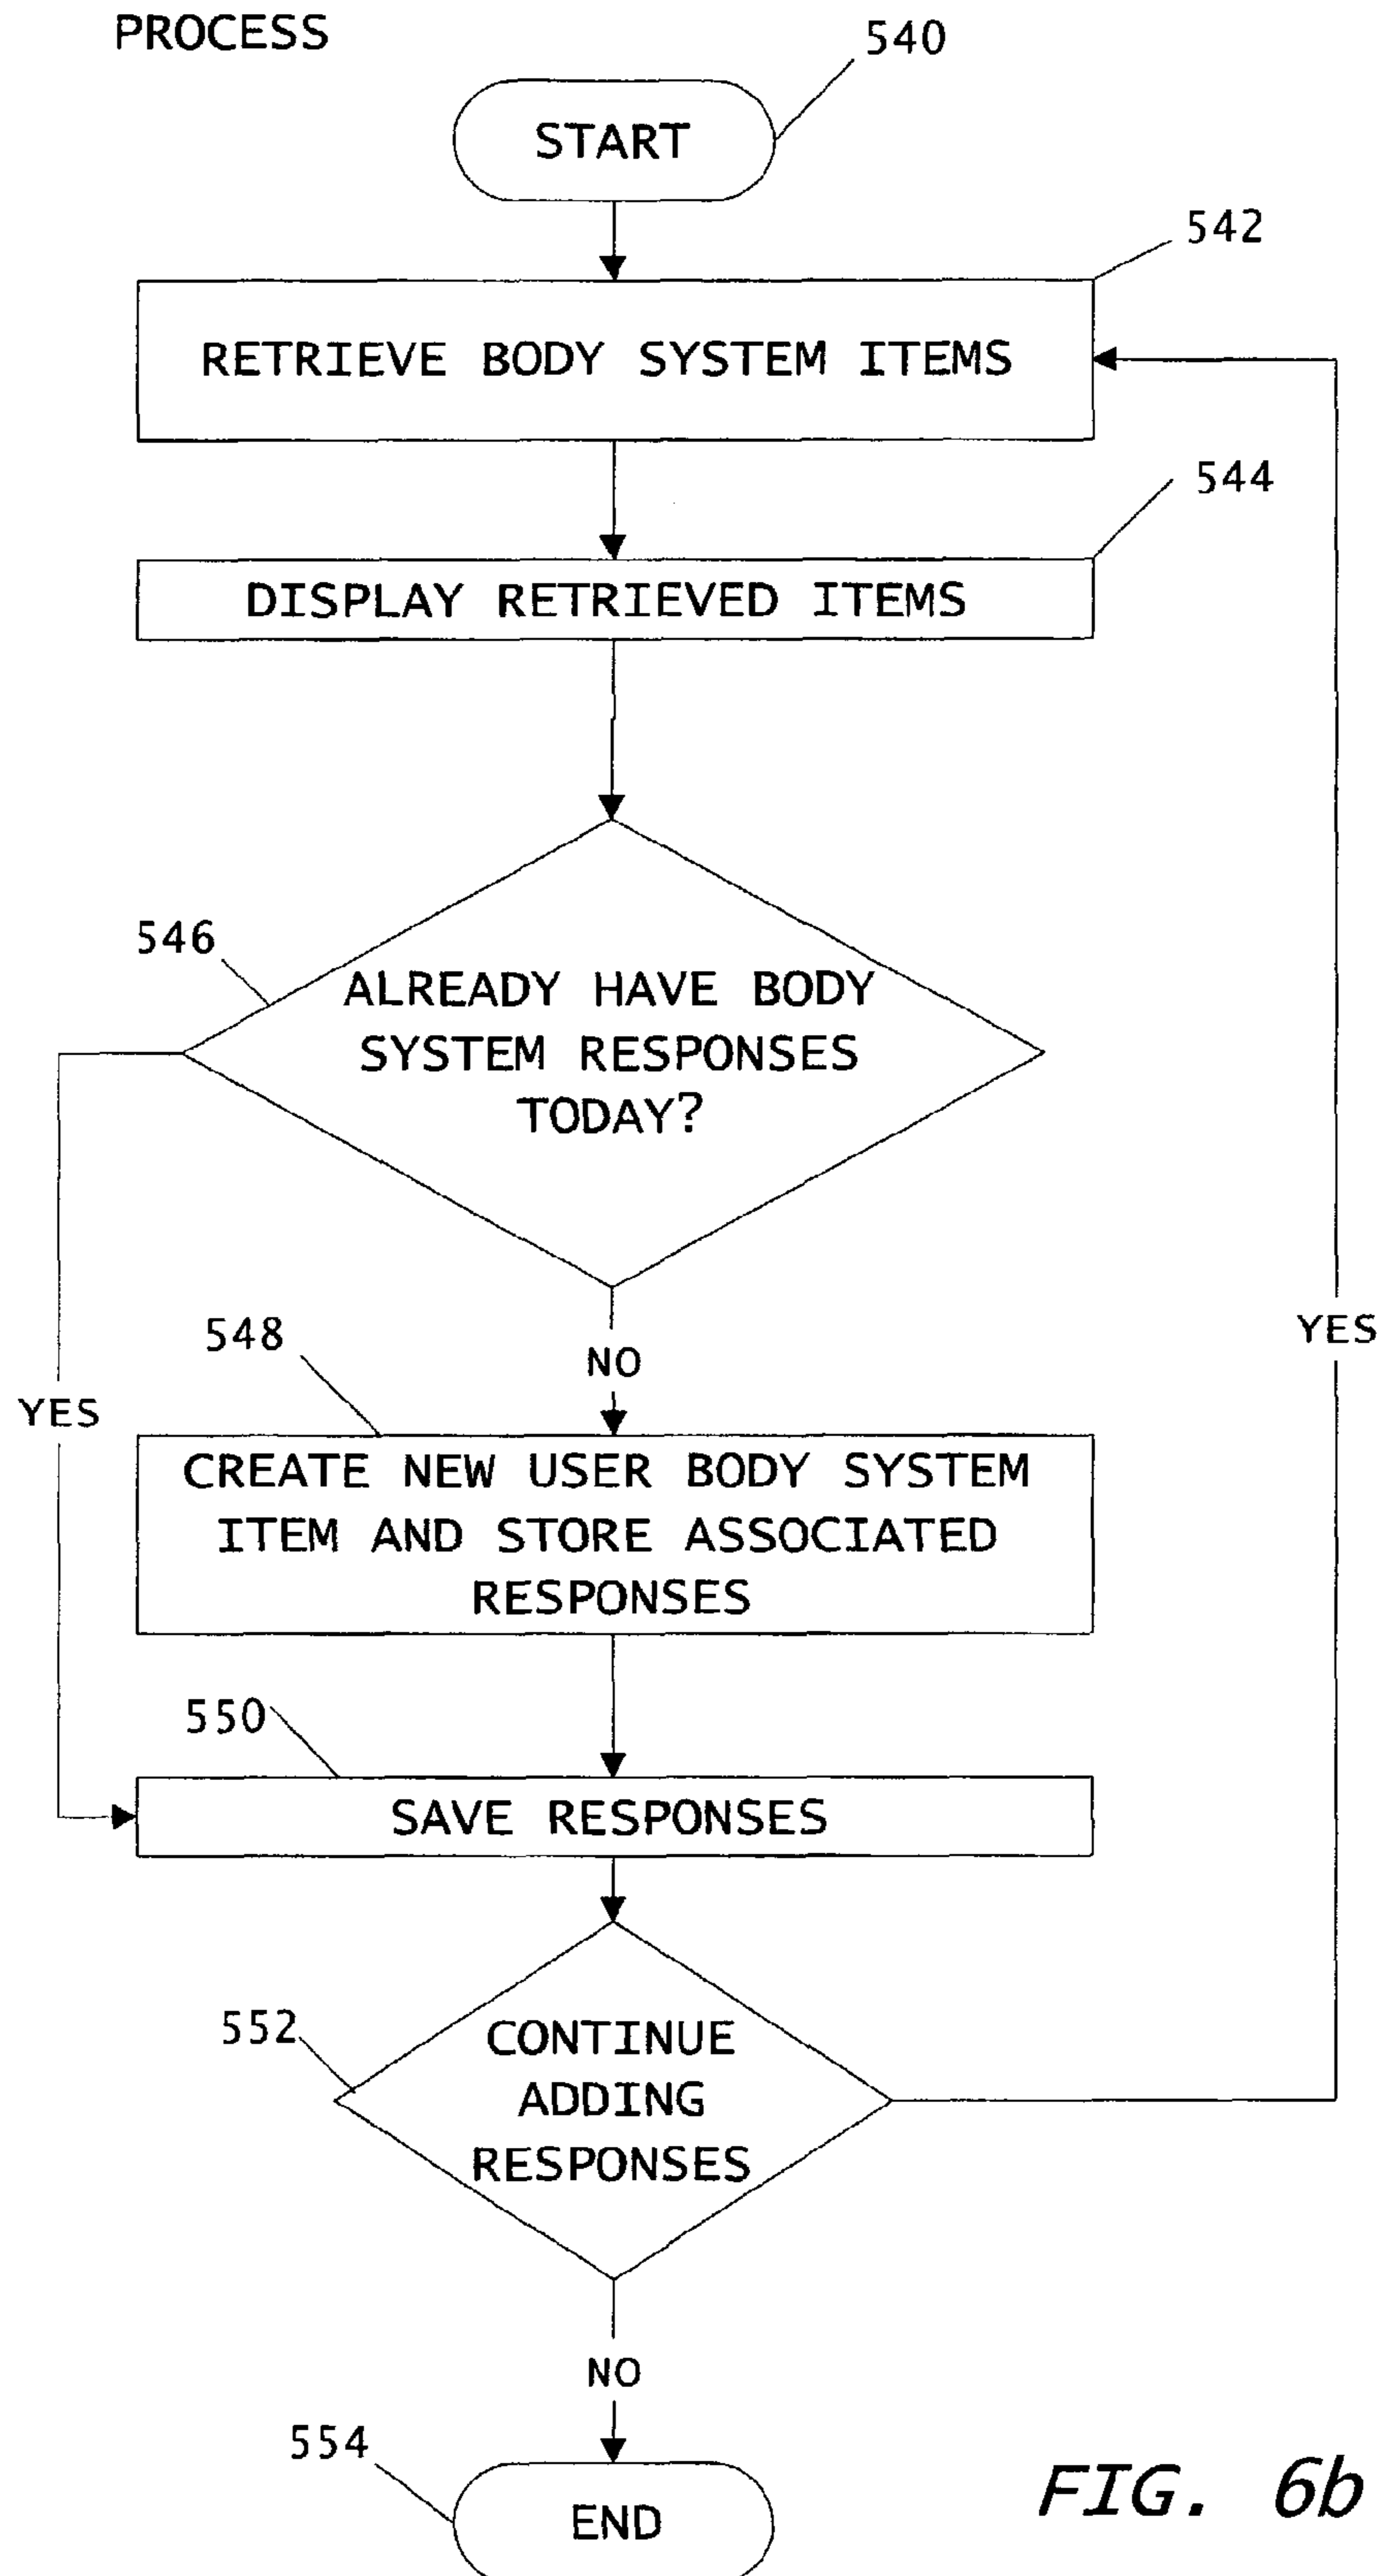 PROCESS
540
START
542
RETRIEVE BODY SYSTEM ITEMS
544
DISPLAY RETRIEVED ITEMS
546
ALREADY HAVE BODY
SYSTEM RESPONSES
TODAY?
548
NO
YES
YES
CREATE NEW USER BODY SYSTEM
ITEM AND STORE ASSOCIATED
RESPONSES
550
SAVE RESPONSES
552
CONTINUE
ADDING
RESPONSES
NO
554
END
FIG. 6b